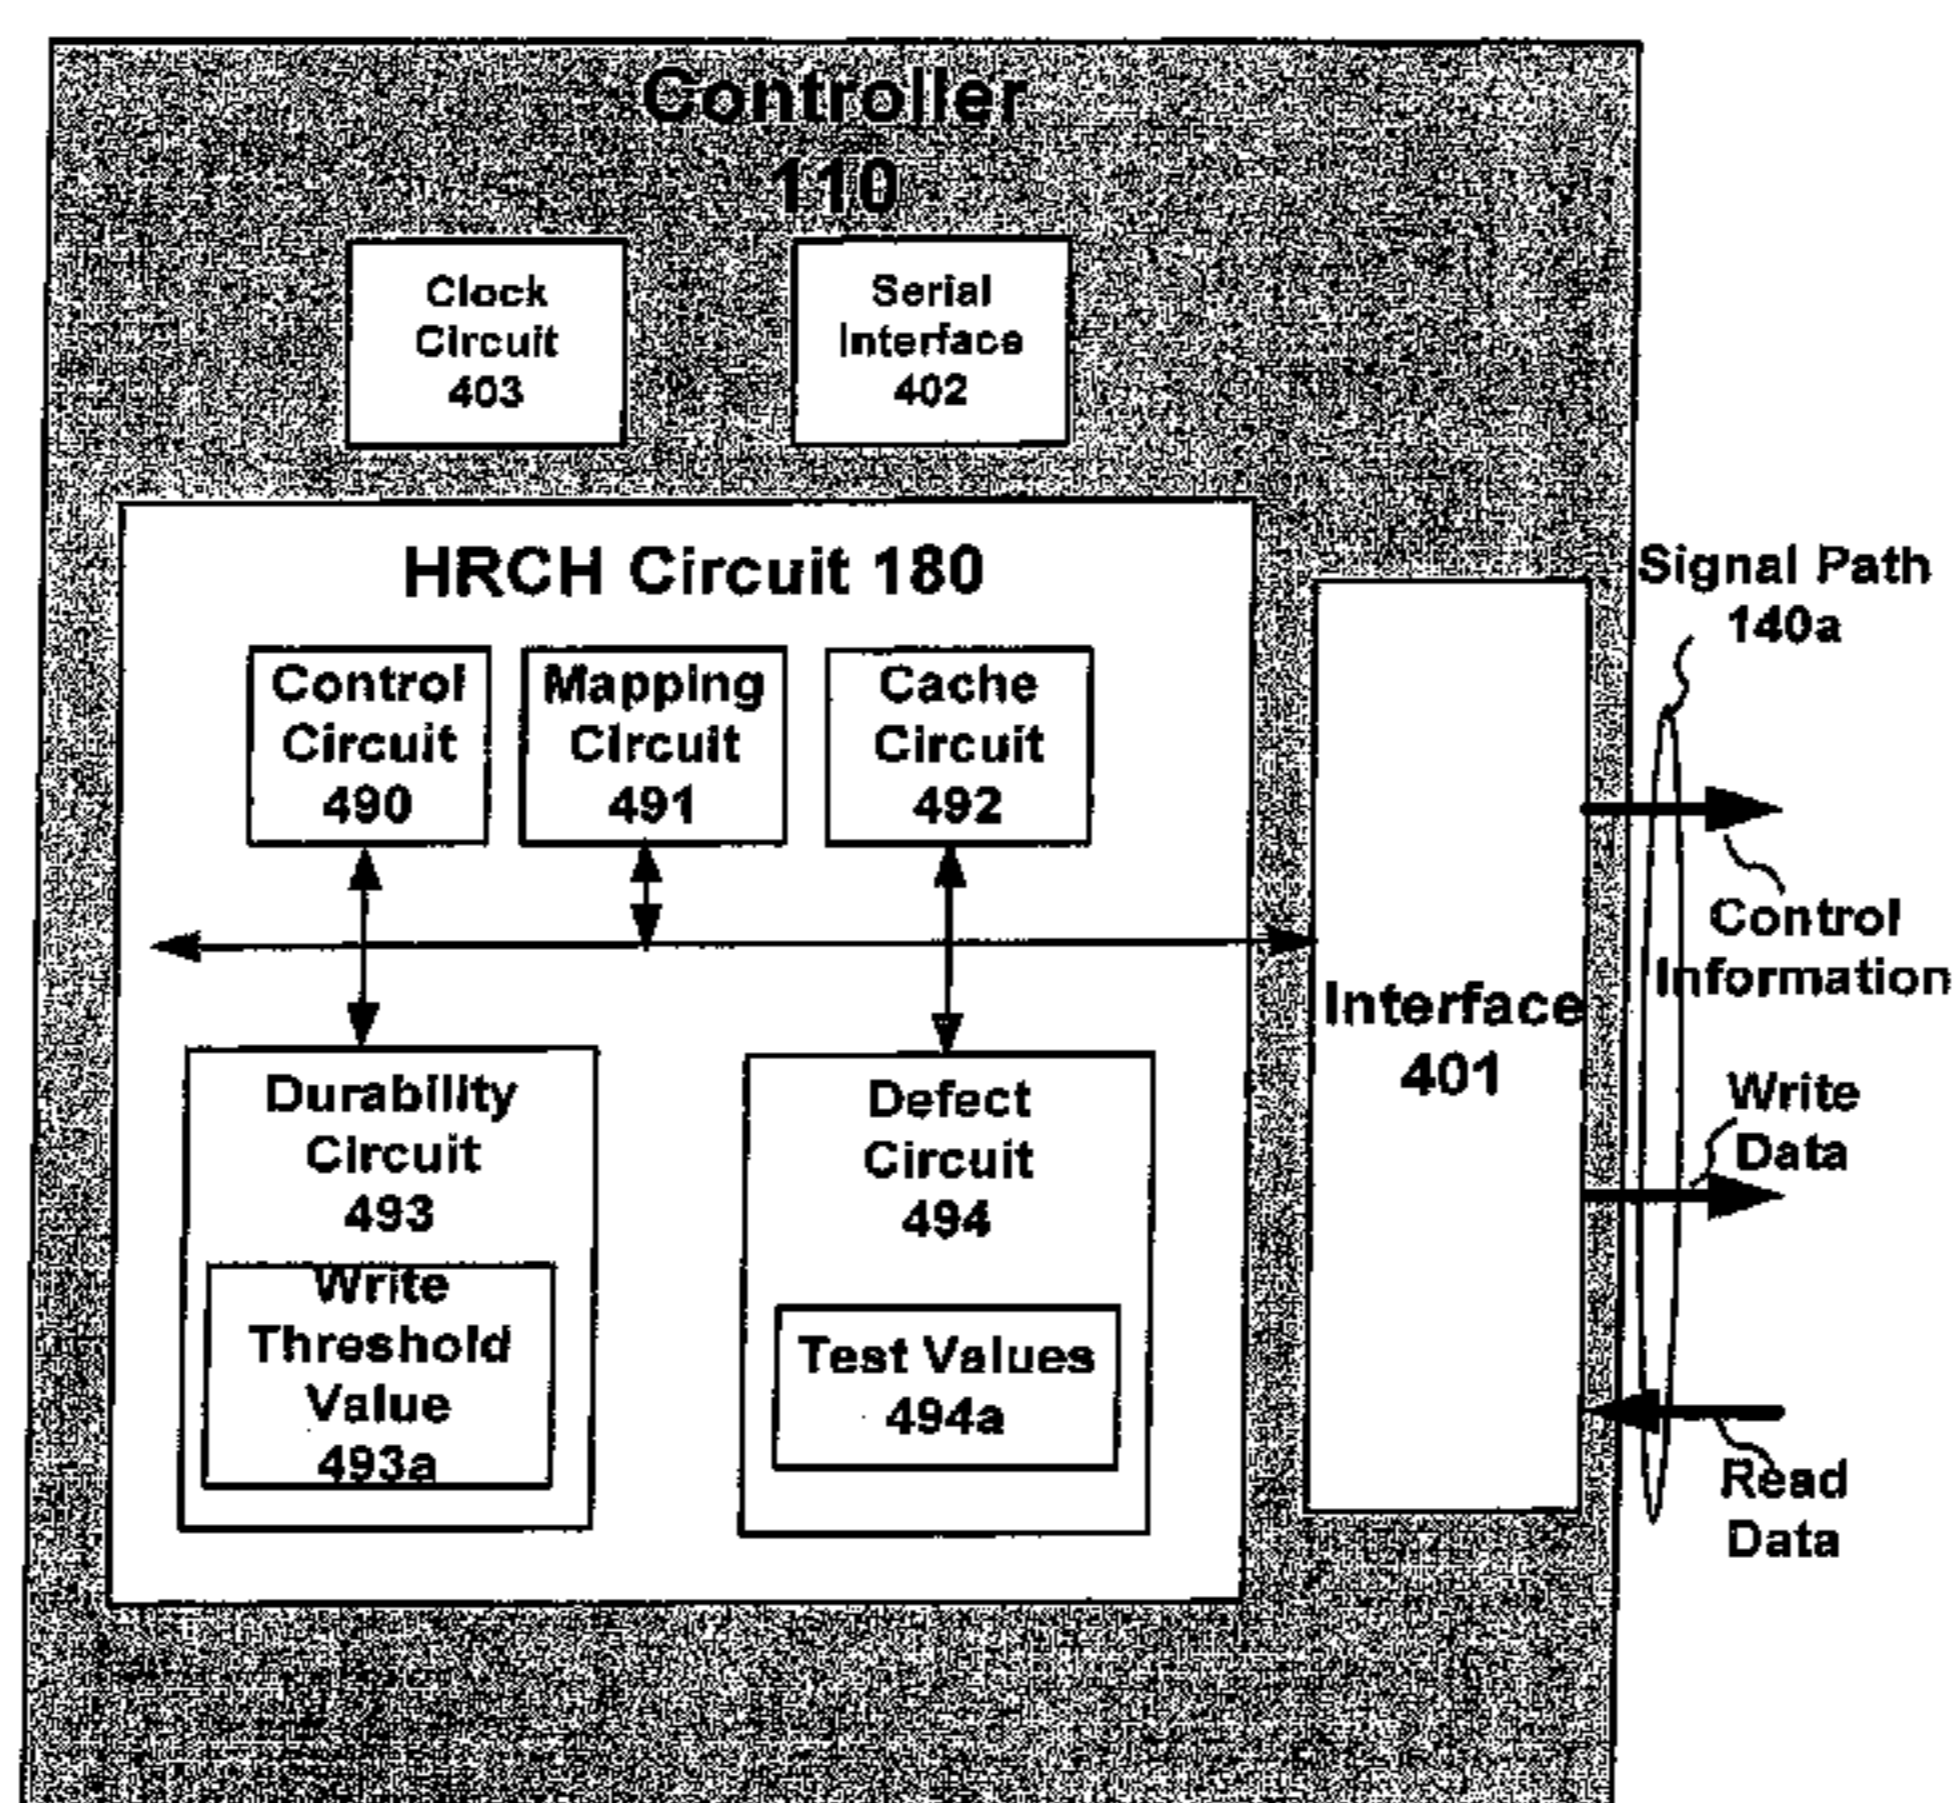 Controller
110
Clock
Circuit
403
Serial
Interface
402
HRCH Circuit 180
Control
Circuit
490
Mapping
Circuit
491
Cache
Circuit
492
Durability
Circuit
493
Write
Threshold
Value
493a
Defect
Circuit
494
Test Values
494a
Interface
401
Signal Path
140a
Control
Information
Write
Data
Read
Data